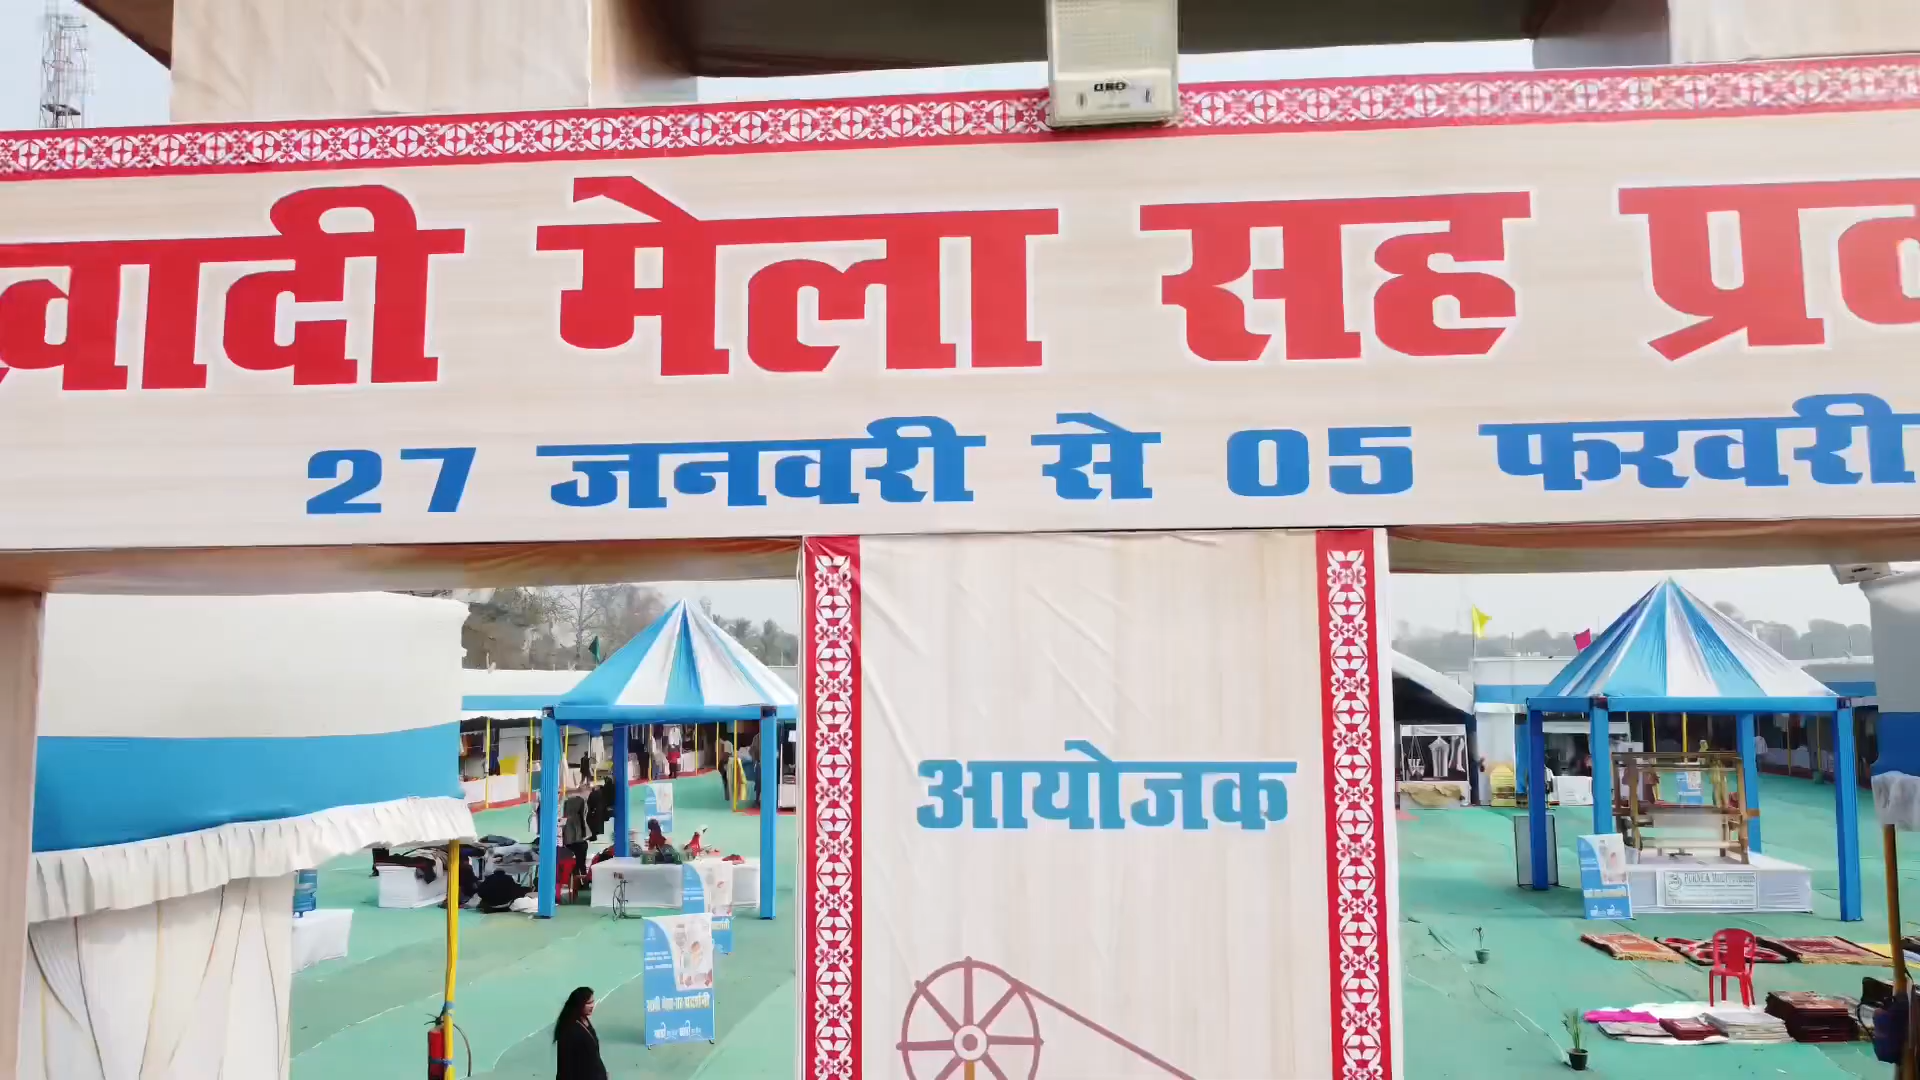 वादी मेला सह प्र
27 जनवरी से 05 फरवरी
आयोजक